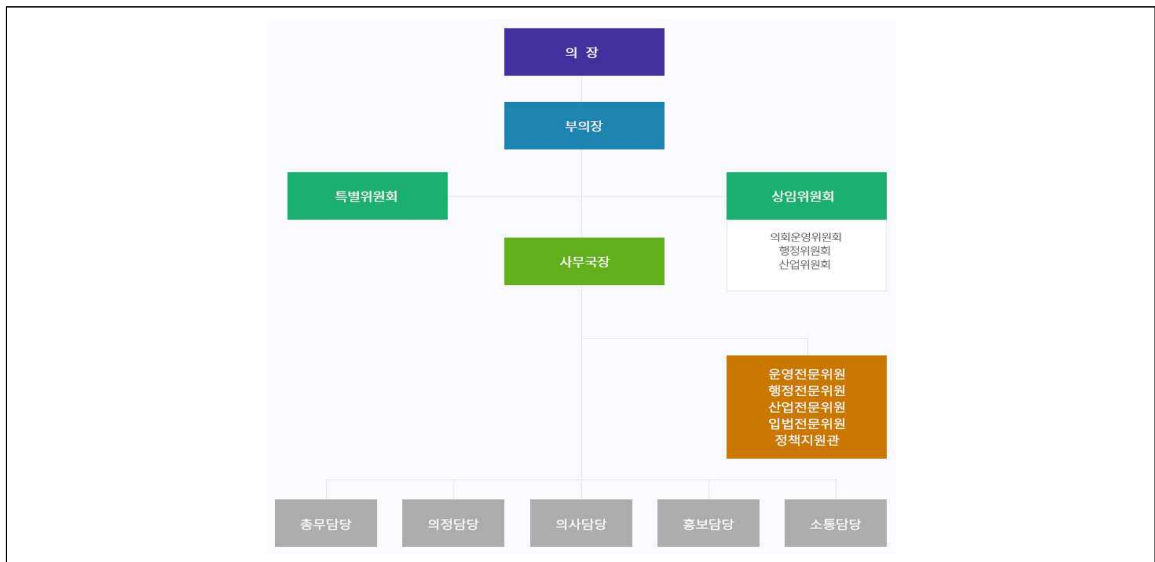 의 장
부의장
특별위원회
상임위원회
의회운영위원회
행정위원회
산업위원회
사무국장
운영전문위원
행정전문위원
산업전문위원
입법전문위원
정책지원관
총무담당
의정담당
의사담당
홍보담당
소통담당